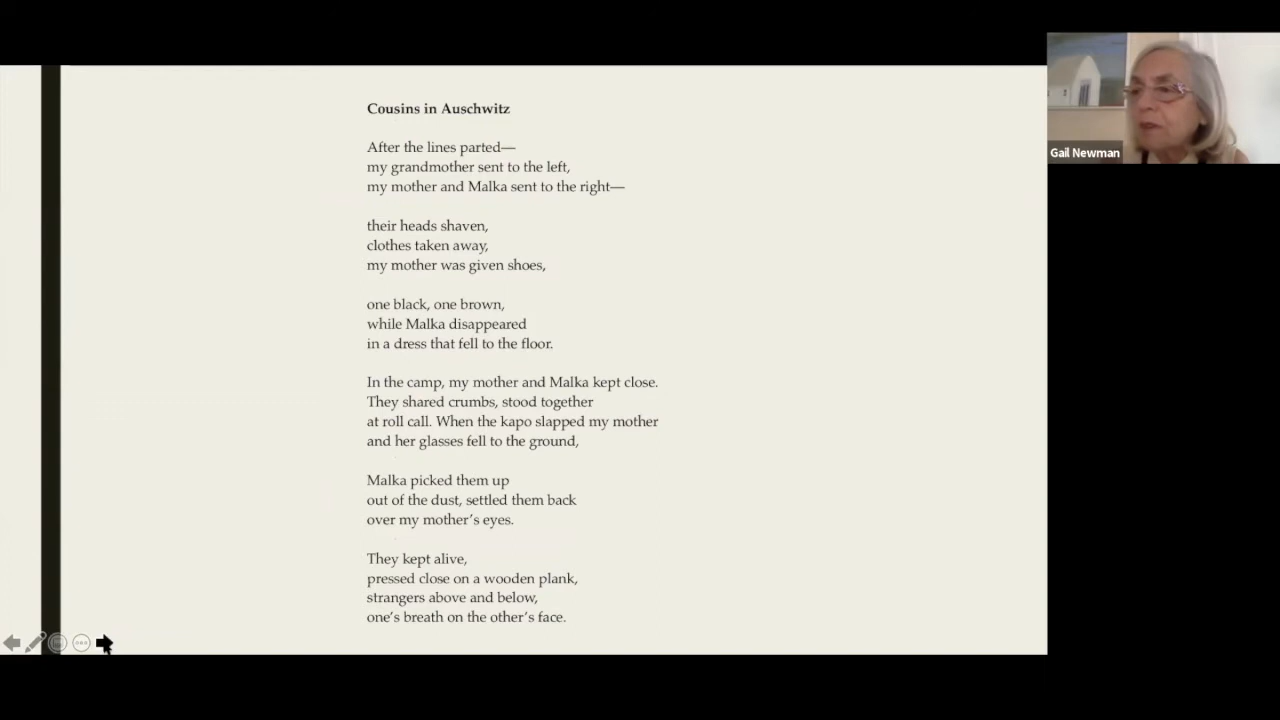 Cousins in Auschwitz
After the lines parted—
my grandmother sent to the left,
my mother and Malka sent to the right—
their heads shaven,
clothes taken away,
my mother was given shoes,
one black, one brown,
while Malka disappeared
in a dress that fell to the floor.
In the camp, my mother and Malka kept close.
They shared crumbs, stood together
at roll call. When the kapo slapped my mother
and her glasses fell to the ground,
Malka picked them up
out of the dust, settled them back
over my mother’s eyes.
They kept alive,
pressed close on a wooden plank,
strangers above and below,
one’s breath on the other’s face.
Gail Newman